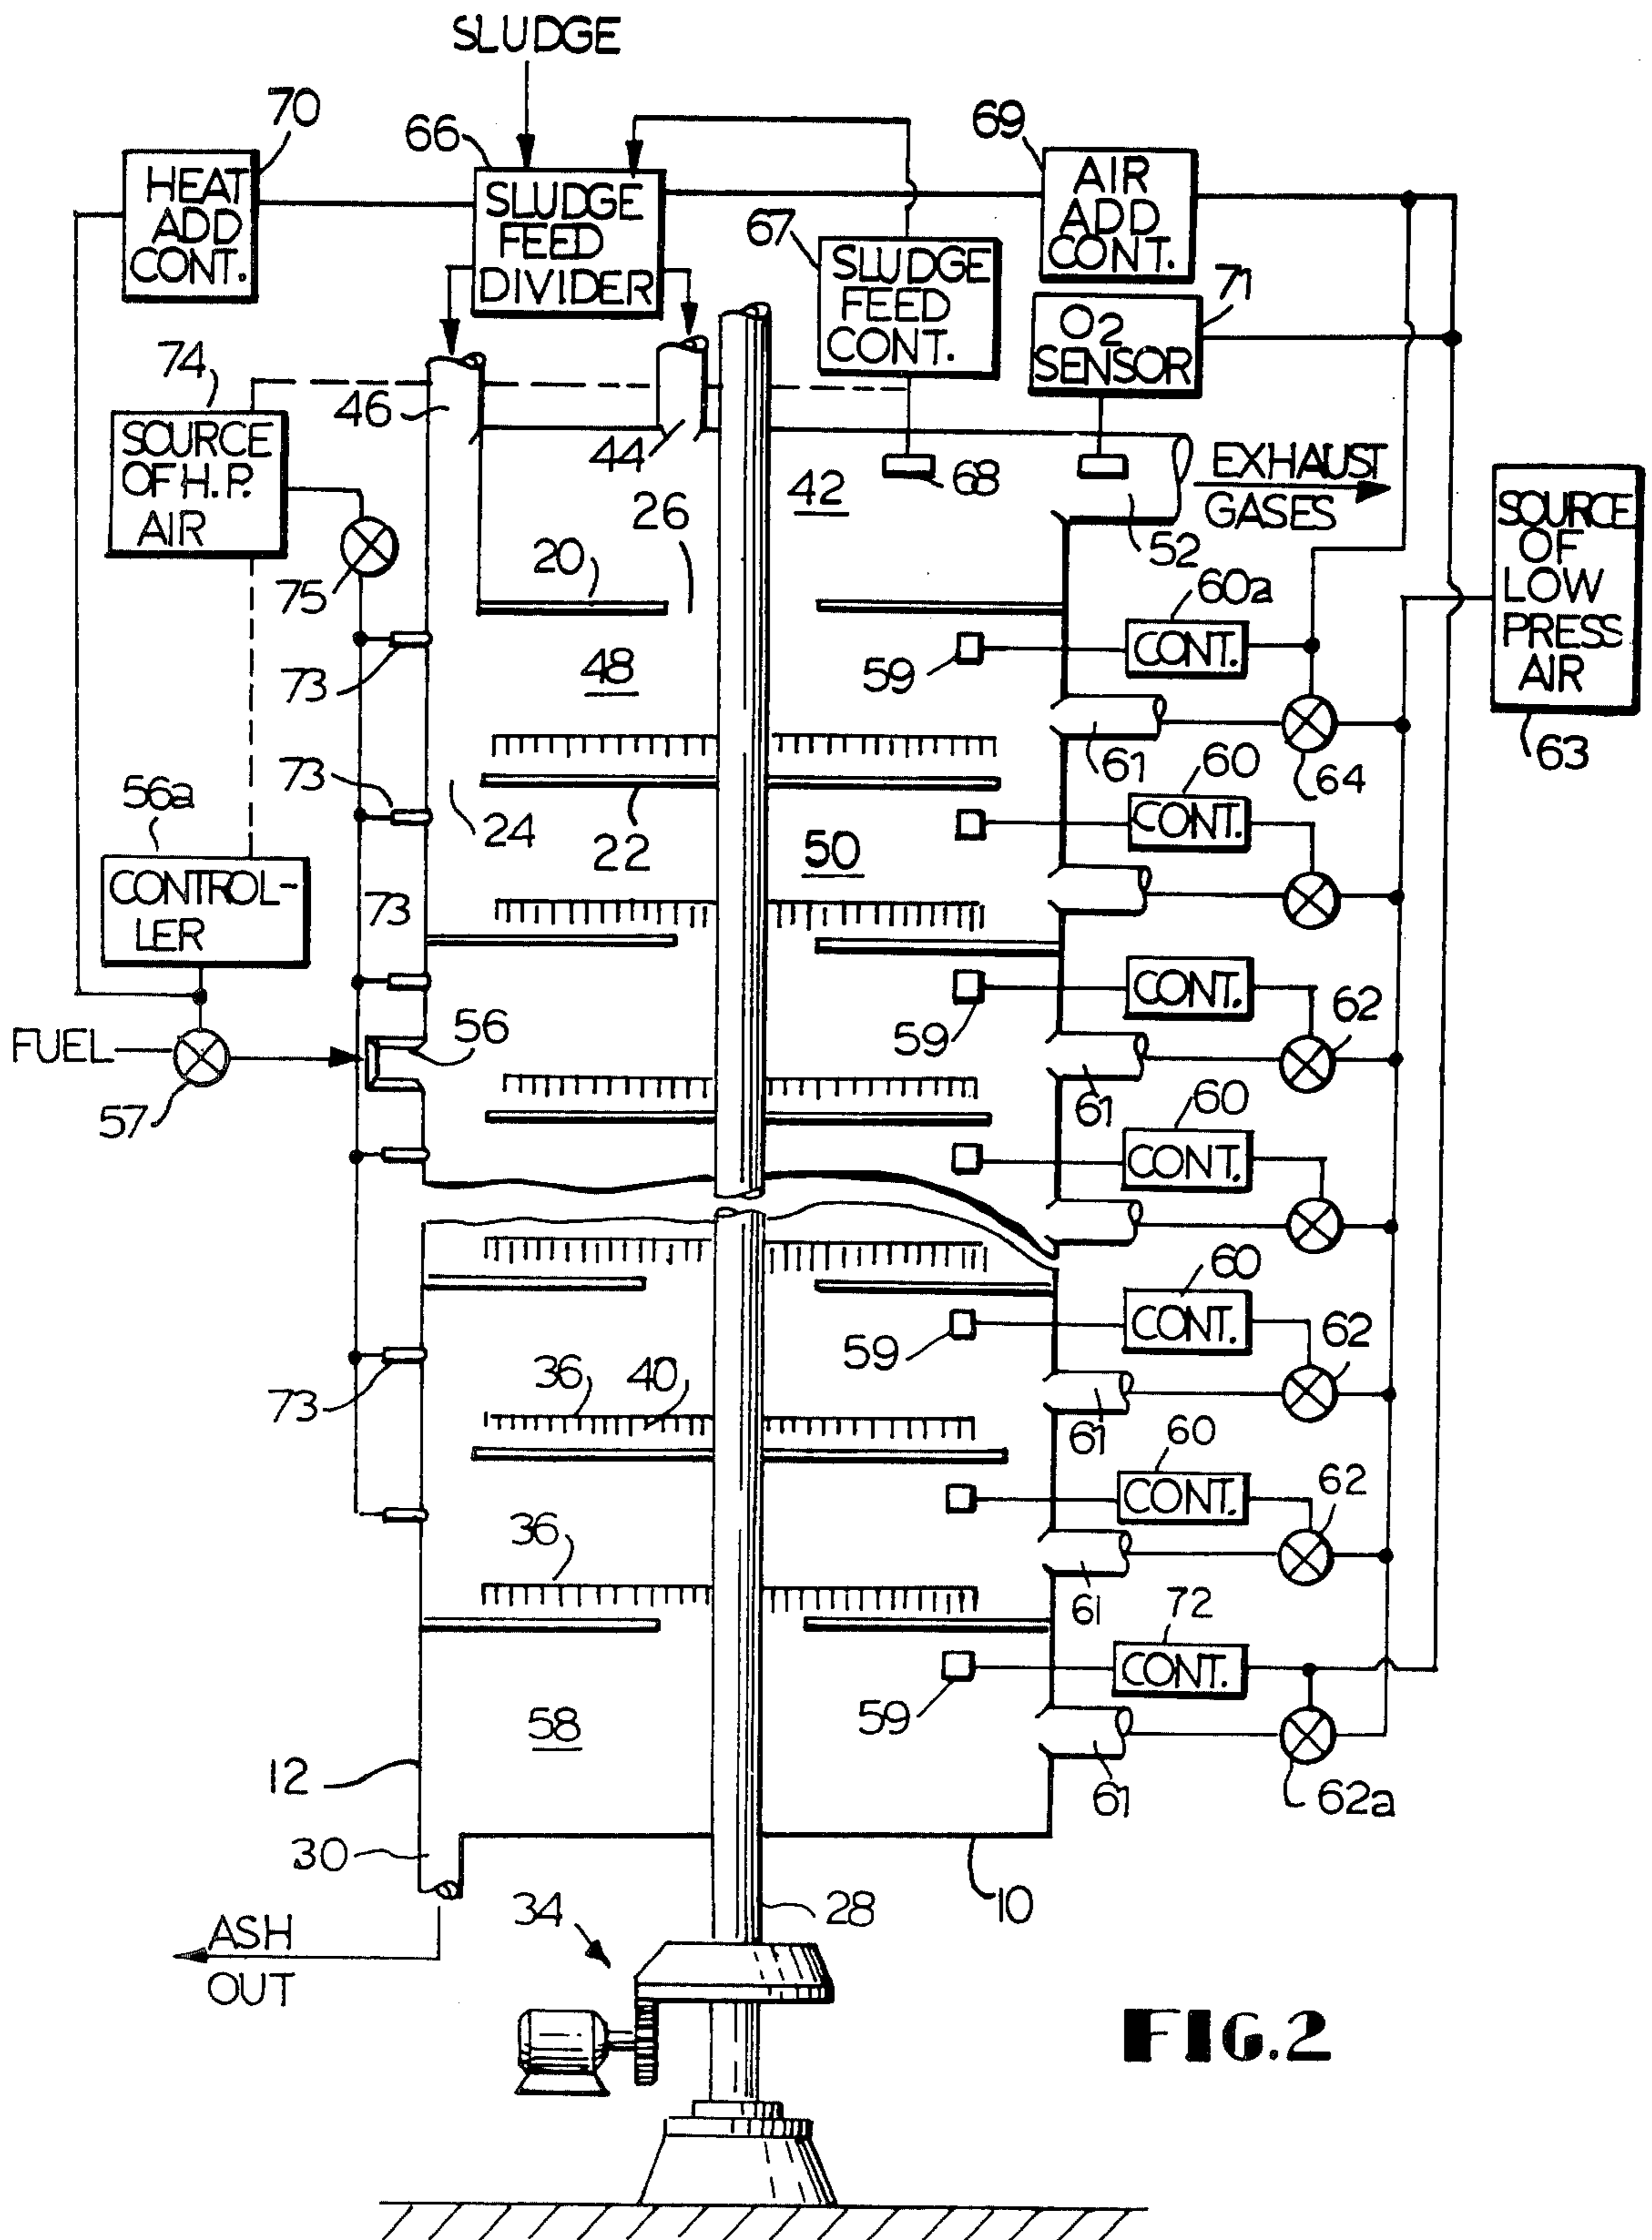 SLUDGE
70
66
69
HEAT
ADD
CONT.
SLUDGE
FEED
DIVIDER
67
SLUDGE
FEED
CONT.
AIR
ADD
CONT.
71
O2
SENSOR
74
SOURCE
OF H.P.
AIR
46
44
42
68
EXHAUST
GASES
52
SOURCE
OF
LOW
PRESS
AIR
63
75
20
26
60a
CONT.
59
73
48
61
64
73
56a
24
22
50
60
CONT.
CONTROL-
LER
73
CONT.
62
59
FUEL
56
57
61
60
CONT.
60
CONT.
62
59
73
36
40
61
60
CONT.
62
36
61
72
CONT.
59
58
12
61
62a
30
10
34
28
ASH
OUT
FIG.2